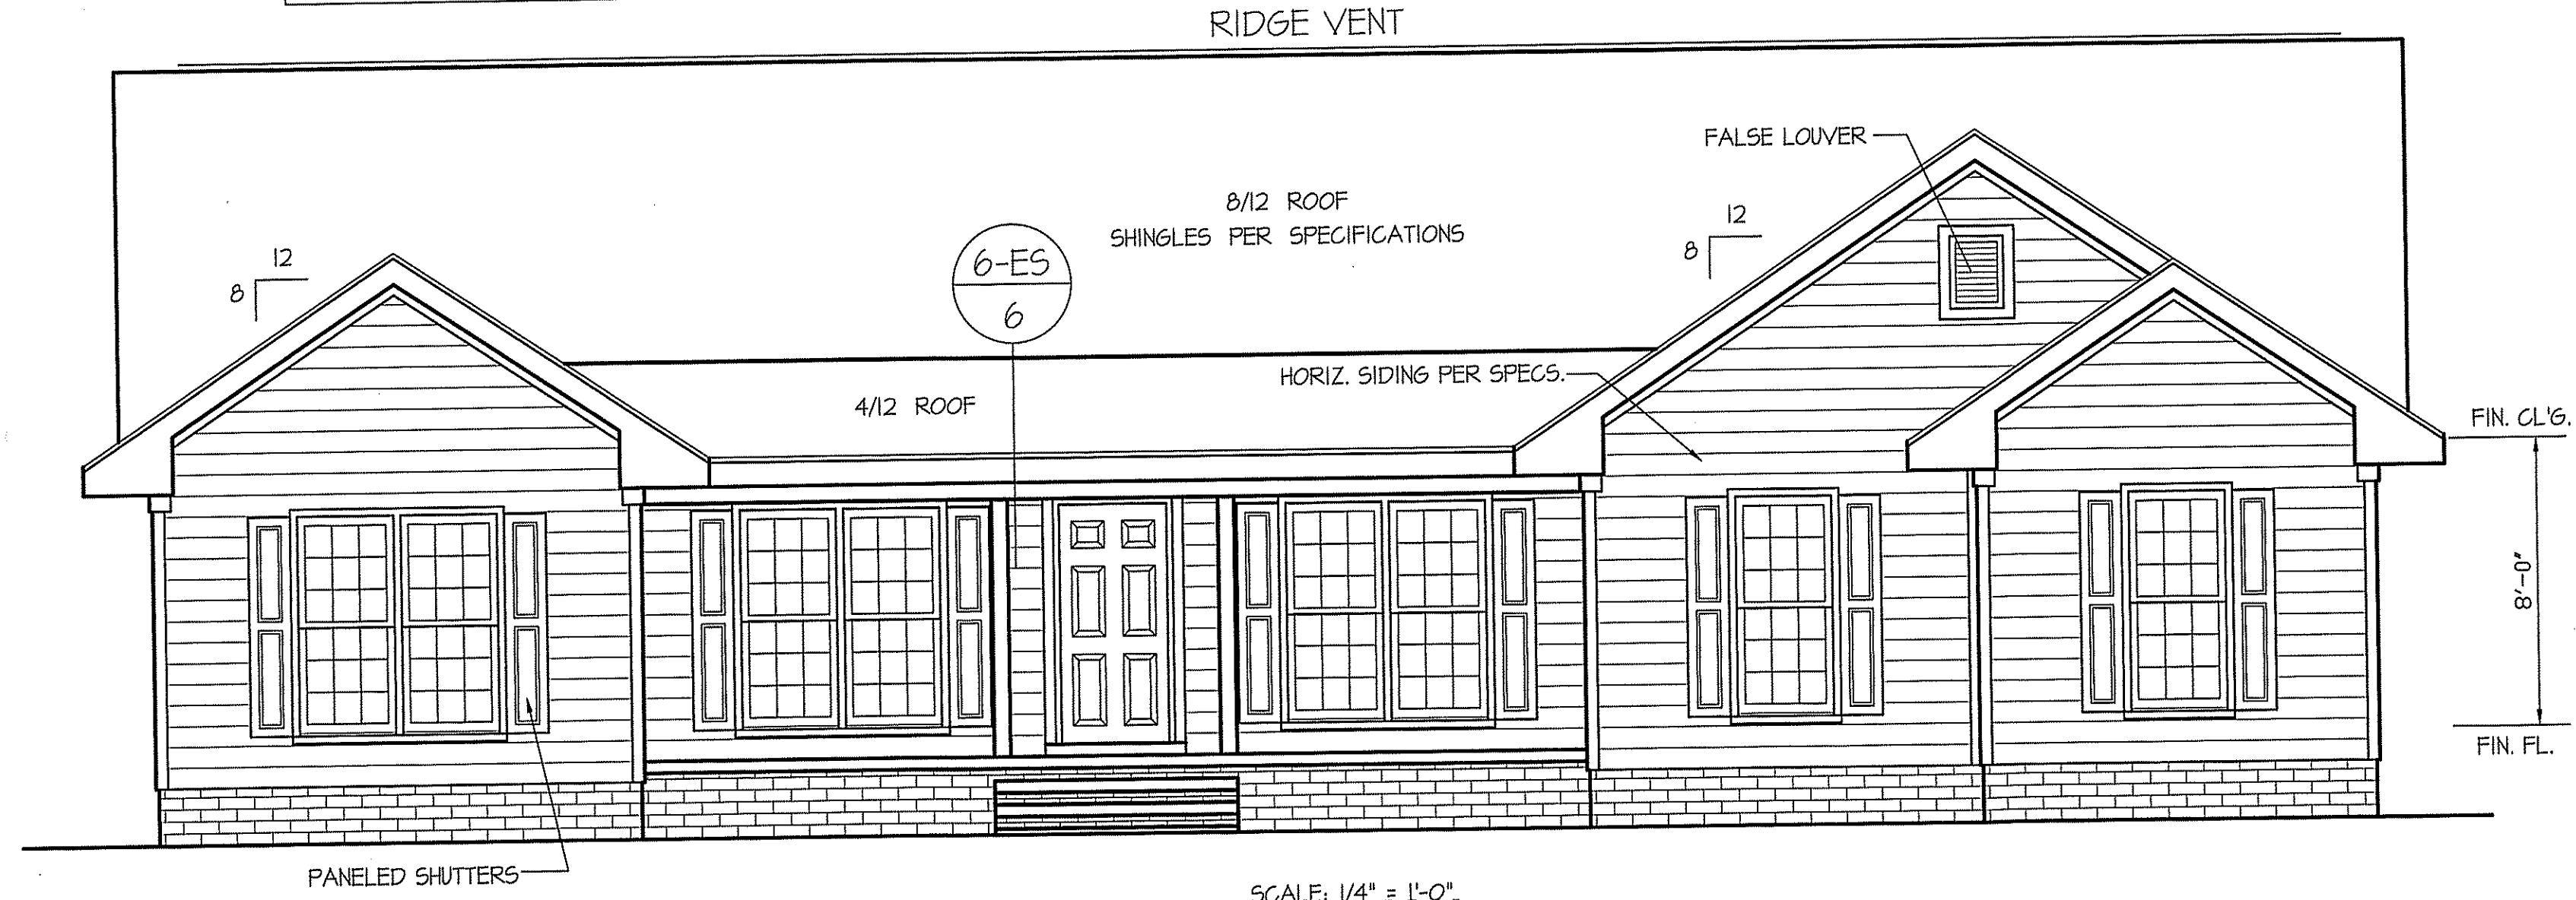 RIDGE VENT
FALSE LOUVER
8/12 ROOF
SHINGLES PER SPECIFICATIONS
12
8
12
8
6-ES
6
HORIZ. SIDING PER SPECS.
4/12 ROOF
FIN. CL'G.
8'-0"
FIN. FL.
PANELED SHUTTERS
SCALE: 1/4" = 1'-0"